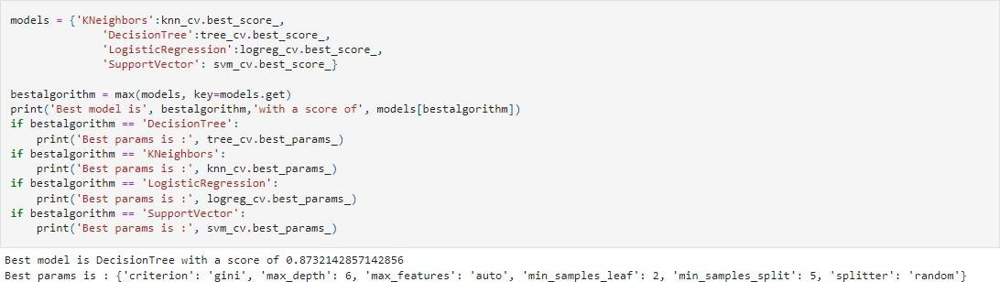 models = {'KNeighbors':knn_cv.best_score_,
              'DecisionTree':tree_cv.best_score_,
              'LogisticRegression':logreg_cv.best_score_,
              'SupportVector': svm_cv.best_score_}

bestalgorithm = max(models, key=models.get)
print('Best model is', bestalgorithm,'with a score of', models[bestalgorithm])
if bestalgorithm == 'DecisionTree':
    print('Best params is :', tree_cv.best_params_)
if bestalgorithm == 'KNeighbors':
    print('Best params is :', knn_cv.best_params_)
if bestalgorithm == 'LogisticRegression':
    print('Best params is :', logreg_cv.best_params_)
if bestalgorithm == 'SupportVector':
    print('Best params is :', svm_cv.best_params_)
Best model is DecisionTree with a score of 0.8732142857142856
Best params is : {'criterion': 'gini', 'max_depth': 6, 'max_features': 'auto', 'min_samples_leaf': 2, 'min_samples_split': 5, 'splitter': 'random'}